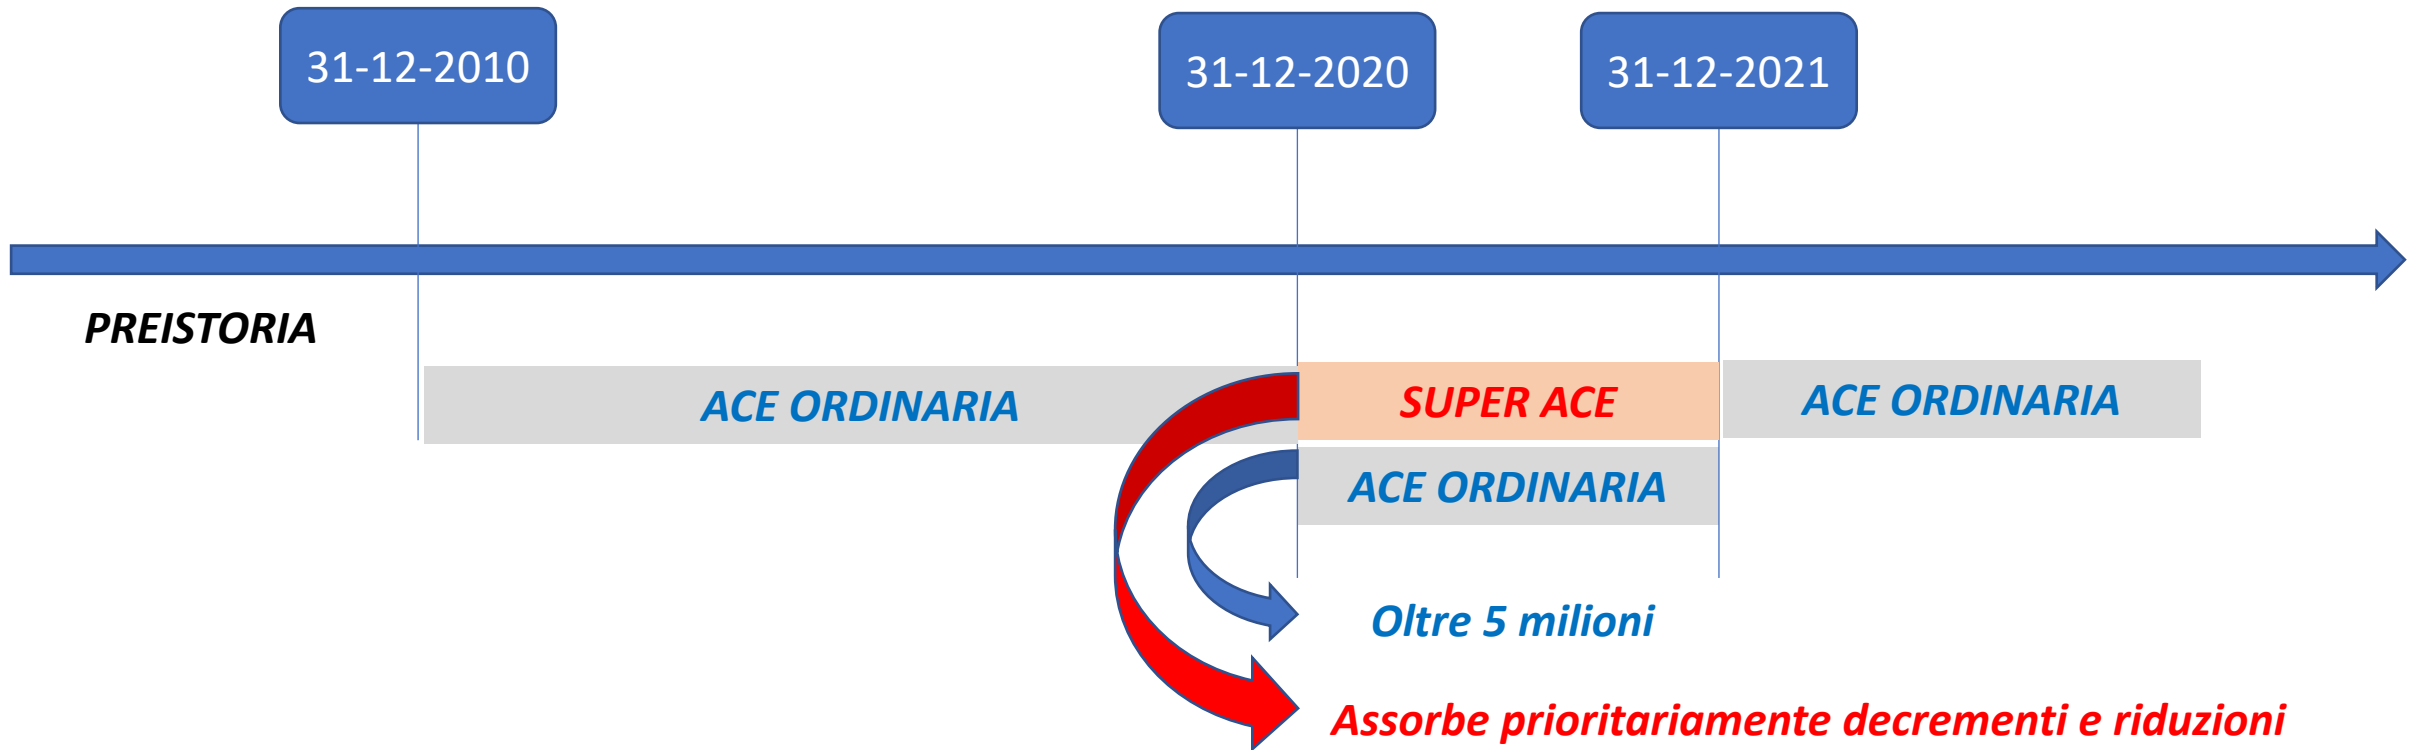 31-12-2010
31-12-2020
31-12-2021
PREISTORIA
ACE ORDINARIA
SUPER ACE
ACE ORDINARIA
ACE ORDINARIA
Oltre 5 milioni
Assorbe prioritariamente decrementi e riduzioni